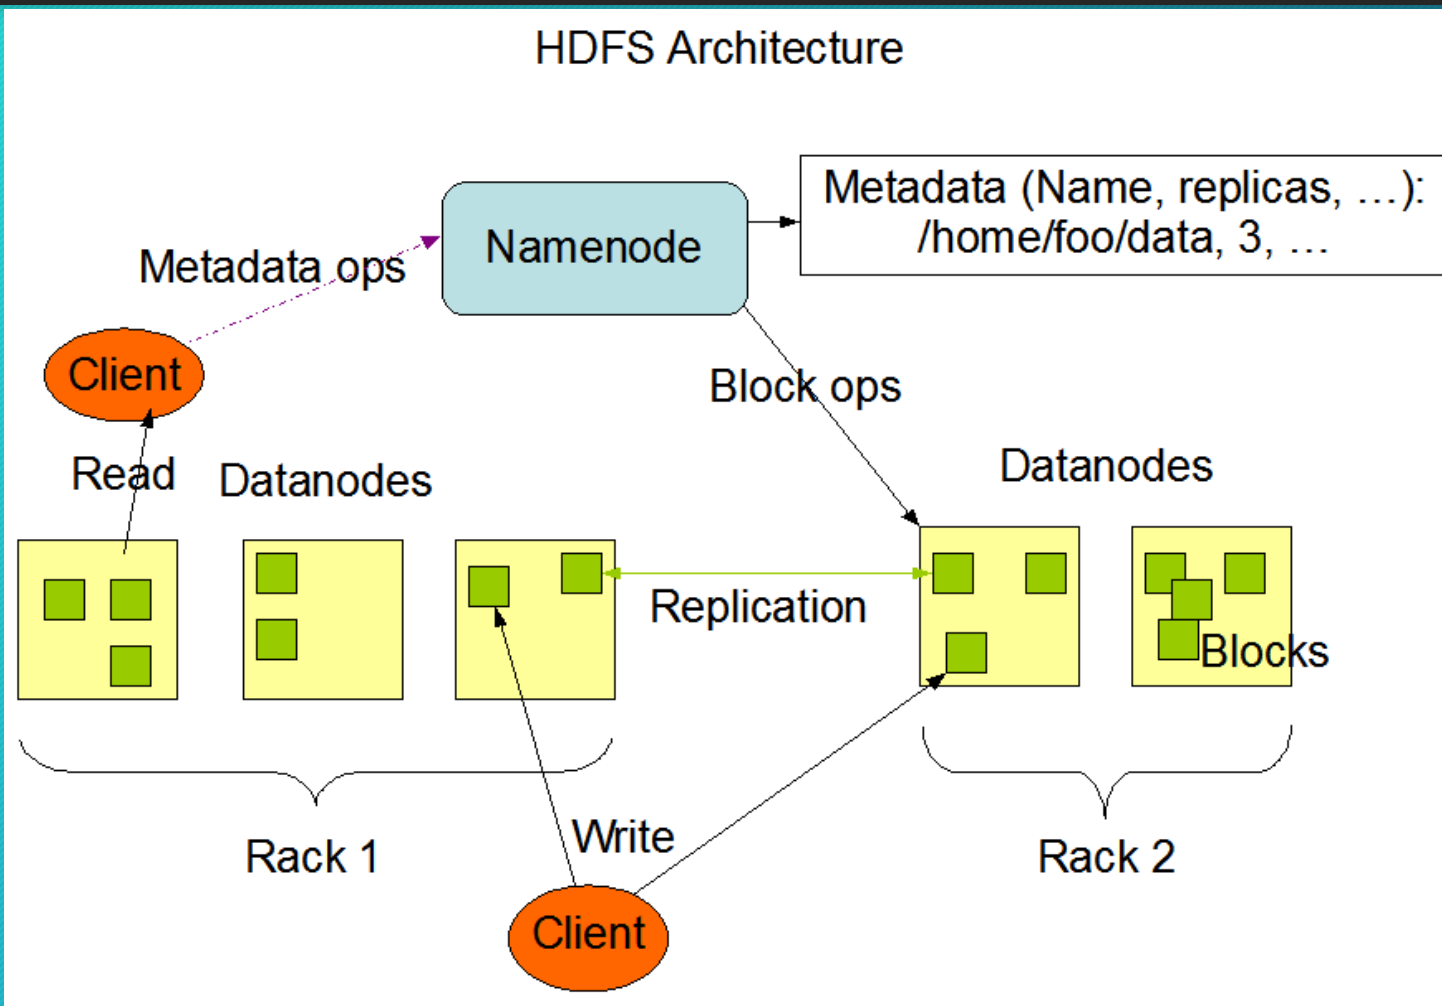 HDFS Architecture
Metadata (Name, replicas, …):
/home/foo/data, 3, …
Namenode
Metadata ops
Client
Block ops
Read
Datanodes
Datanodes
Replication
Blocks
Write
Rack 1
Rack 2
Client